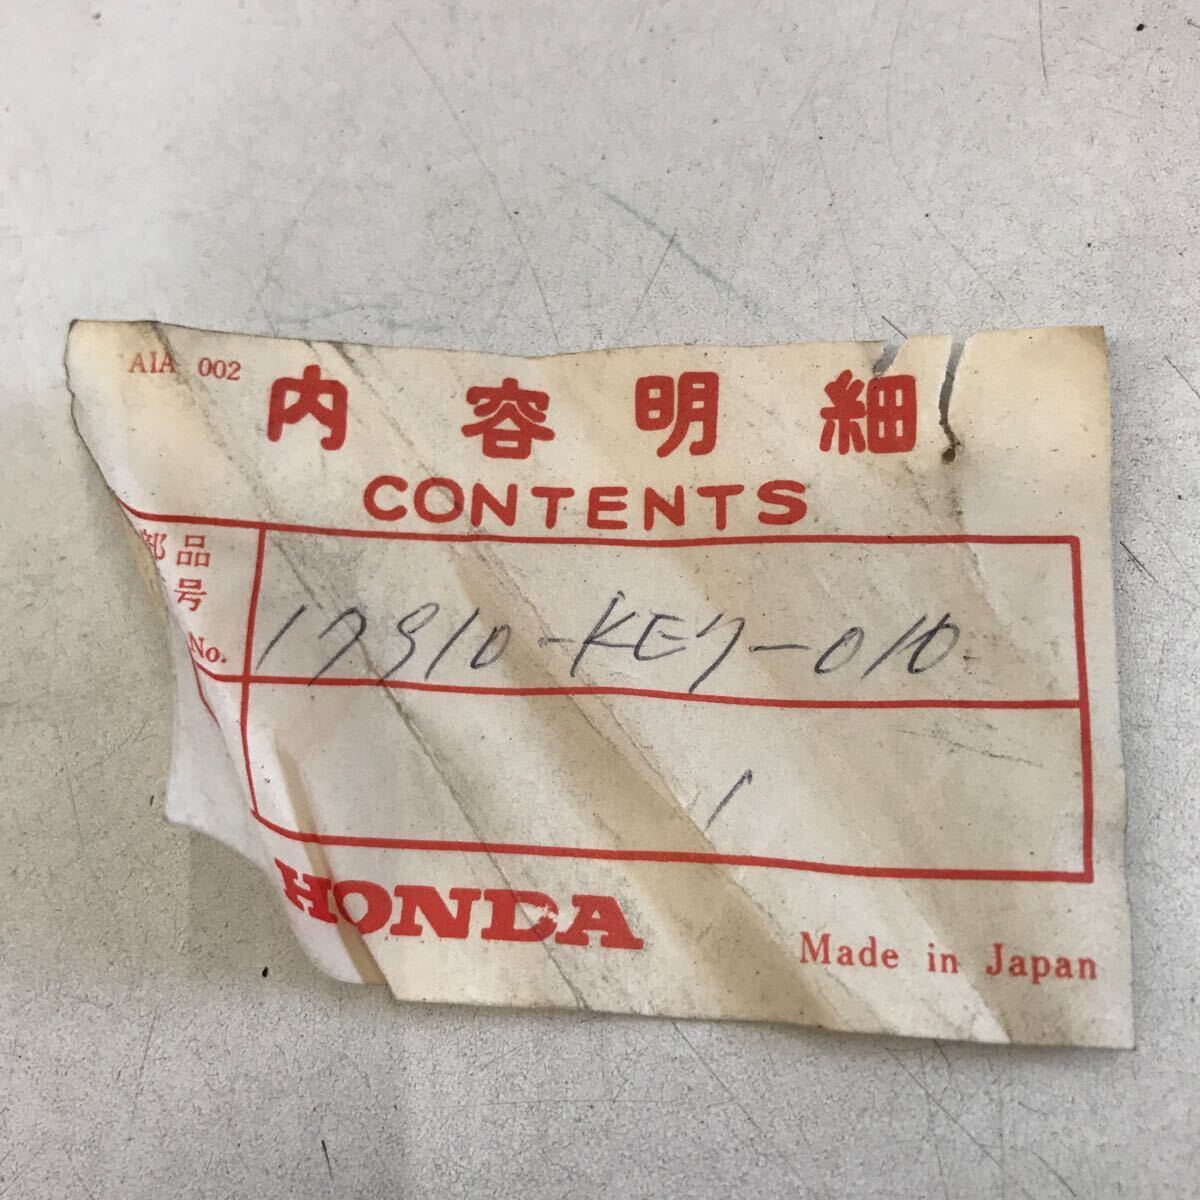 AIA 002
内容明細
CONTENTS
部品
号
No.
17910-KE7-010
1
HONDA
Made in Japan